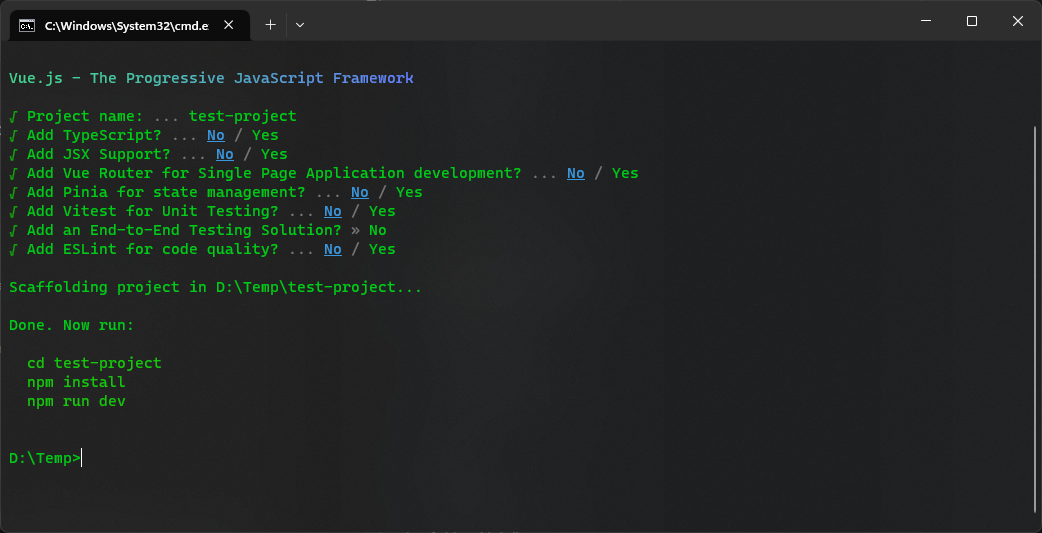 C:\Windows\System32\cmd.e
Vue.js - The Progressive JavaScript Framework
√ Project name: ... test-project
√ Add TypeScript? ... No / Yes
√ Add JSX Support? ... No / Yes
√ Add Vue Router for Single Page Application development? ... No / Yes
√ Add Pinia for state management? ... No / Yes
√ Add Vitest for Unit Testing? ... No / Yes
√ Add an End-to-End Testing Solution? » No
√ Add ESLint for code quality? ... No / Yes
Scaffolding project in D:\Temp\test-project...
Done. Now run:
cd test-project
npm install
npm run dev
D:\Temp>